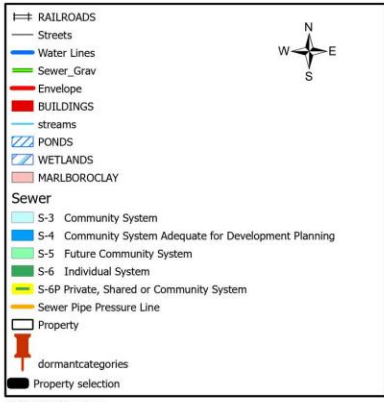 RAILROADS
Streets
Water Lines
Sewer_Grav
Envelope
BUILDINGS
streams
PONDS
WETLANDS
MARLBOROCLAY
Sewer
S-3 Community System
S-4 Community System Adequate for Development Planning
S-5 Future Community System
S-6 Individual System
S-6P Private, Shared or Community System
Sewer Pipe Pressure Line
Property
dormantcategories
Property selection
N
W E
S